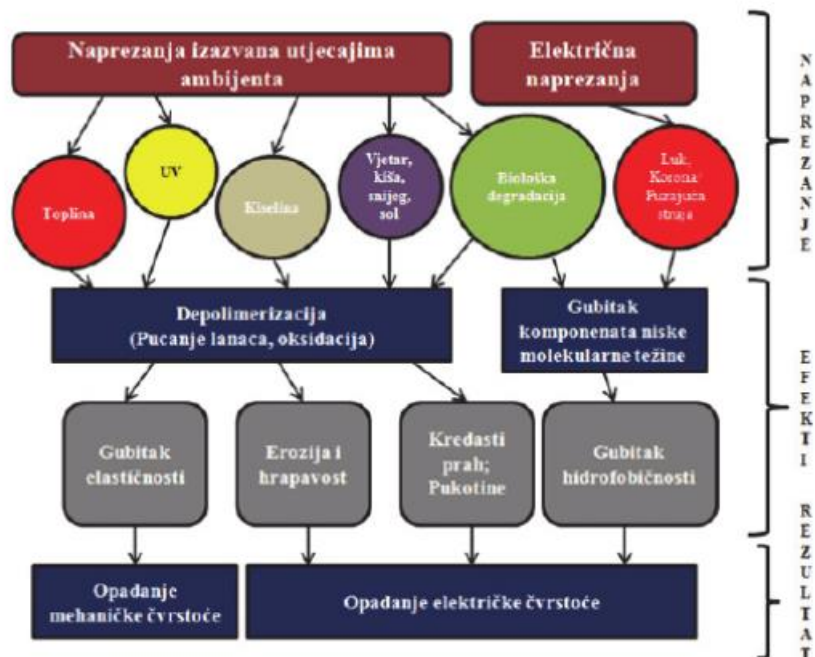 Naprezanja izazvana utjecajima
ambijenta
Električna
naprezanja
Toplina
UV
Kiselina
Vjetar,
kiša,
snijeg,
sol
Biološka
degradacija
Luk,
Korona/
Puzajuća
struja
NAPREZANJE
Depolimerizacija
(Pucanje lanaca, oksidacija)
Gubitak
komponenata niske
molekularne težine
Gubitak
elastičnosti
Erozija i
hrapavost
Kredasti
prah;
Pukotine
Gubitak
hidrofobičnosti
EFEKTI
Opadanje
mehaničke čvrstoće
Opadanje električke čvrstoće
REZULTAT